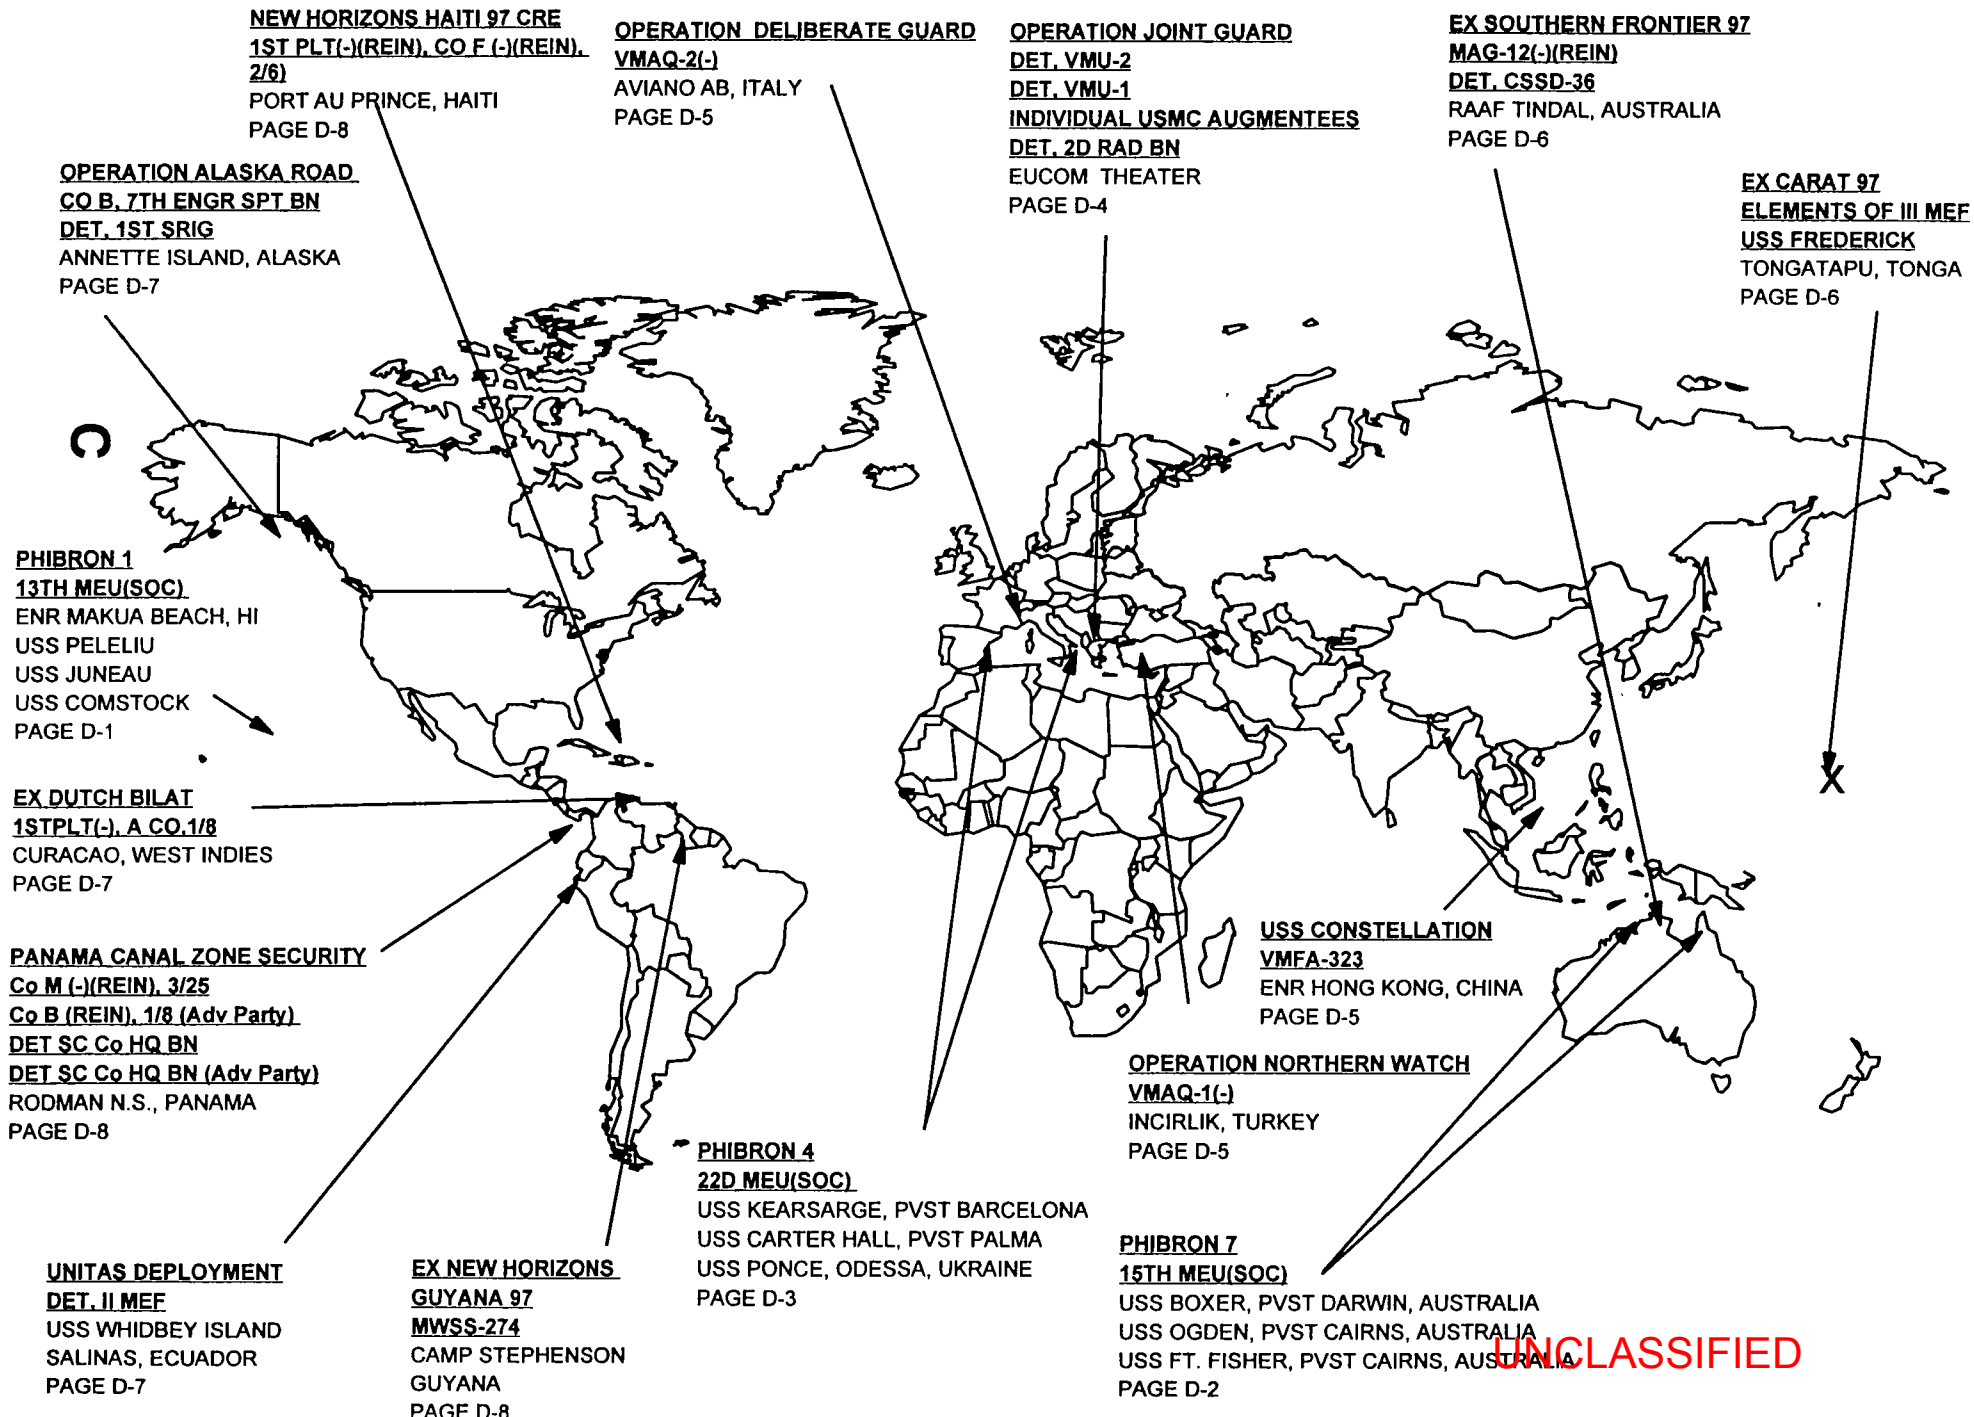 NEW HORIZONS HAITI 97 CRE
1ST PLT(-)(REIN), CO F (-)(REIN),
2/6)
PORT AU PRINCE, HAITI
PAGE D-8
OPERATION DELIBERATE GUARD
VMAQ-2(-)
AVIANO AB, ITALY
PAGE D-5
OPERATION JOINT GUARD
DET, VMU-2
DET, VMU-1
INDIVIDUAL USMC AUGMENTEES
DET, 2D RAD BN
EUCOM THEATER
PAGE D-4
EX SOUTHERN FRONTIER 97
MAG-12(-)(REIN)
DET, CSSD-36
RAAF TINDAL, AUSTRALIA
PAGE D-6
OPERATION ALASKA ROAD
CO B, 7TH ENGR SPT BN
DET, 1ST SRIG
ANNETTE ISLAND, ALASKA
PAGE D-7
EX CARAT 97
ELEMENTS OF III MEF
USS FREDERICK
TONGATAPU, TONGA
PAGE D-6
C
PHIBRON 1
13TH MEU(SOC)
ENR MAKUA BEACH, HI
USS PELELIU
USS JUNEAU
USS COMSTOCK
PAGE D-1
X
EX DUTCH BILAT
1STPLT(-), A CO,1/8
CURACAO, WEST INDIES
PAGE D-7
PANAMA CANAL ZONE SECURITY
Co M (-)(REIN), 3/25
Co B (REIN), 1/8 (Adv Party)
DET SC Co HQ BN
DET SC Co HQ BN (Adv Party)
RODMAN N.S., PANAMA
PAGE D-8
USS CONSTELLATION
VMFA-323
ENR HONG KONG, CHINA
PAGE D-5
OPERATION NORTHERN WATCH
VMAQ-1(-)
INCIRLIK, TURKEY
PAGE D-5
PHIBRON 4
22D MEU(SOC)
USS KEARSARGE, PVST BARCELONA
USS CARTER HALL, PVST PALMA
USS PONCE, ODESSA, UKRAINE
PAGE D-3
PHIBRON 7
15TH MEU(SOC)
USS BOXER, PVST DARWIN, AUSTRALIA
USS OGDEN, PVST CAIRNS, AUSTRALIA
USS FT. FISHER, PVST CAIRNS, AUSTRALIA
PAGE D-2
UNITAS DEPLOYMENT
DET, II MEF
USS WHIDBEY ISLAND
SALINAS, ECUADOR
PAGE D-7
EX NEW HORIZONS
GUYANA 97
MWSS-274
CAMP STEPHENSON
GUYANA
PAGE D-8
UNCLASSIFIED